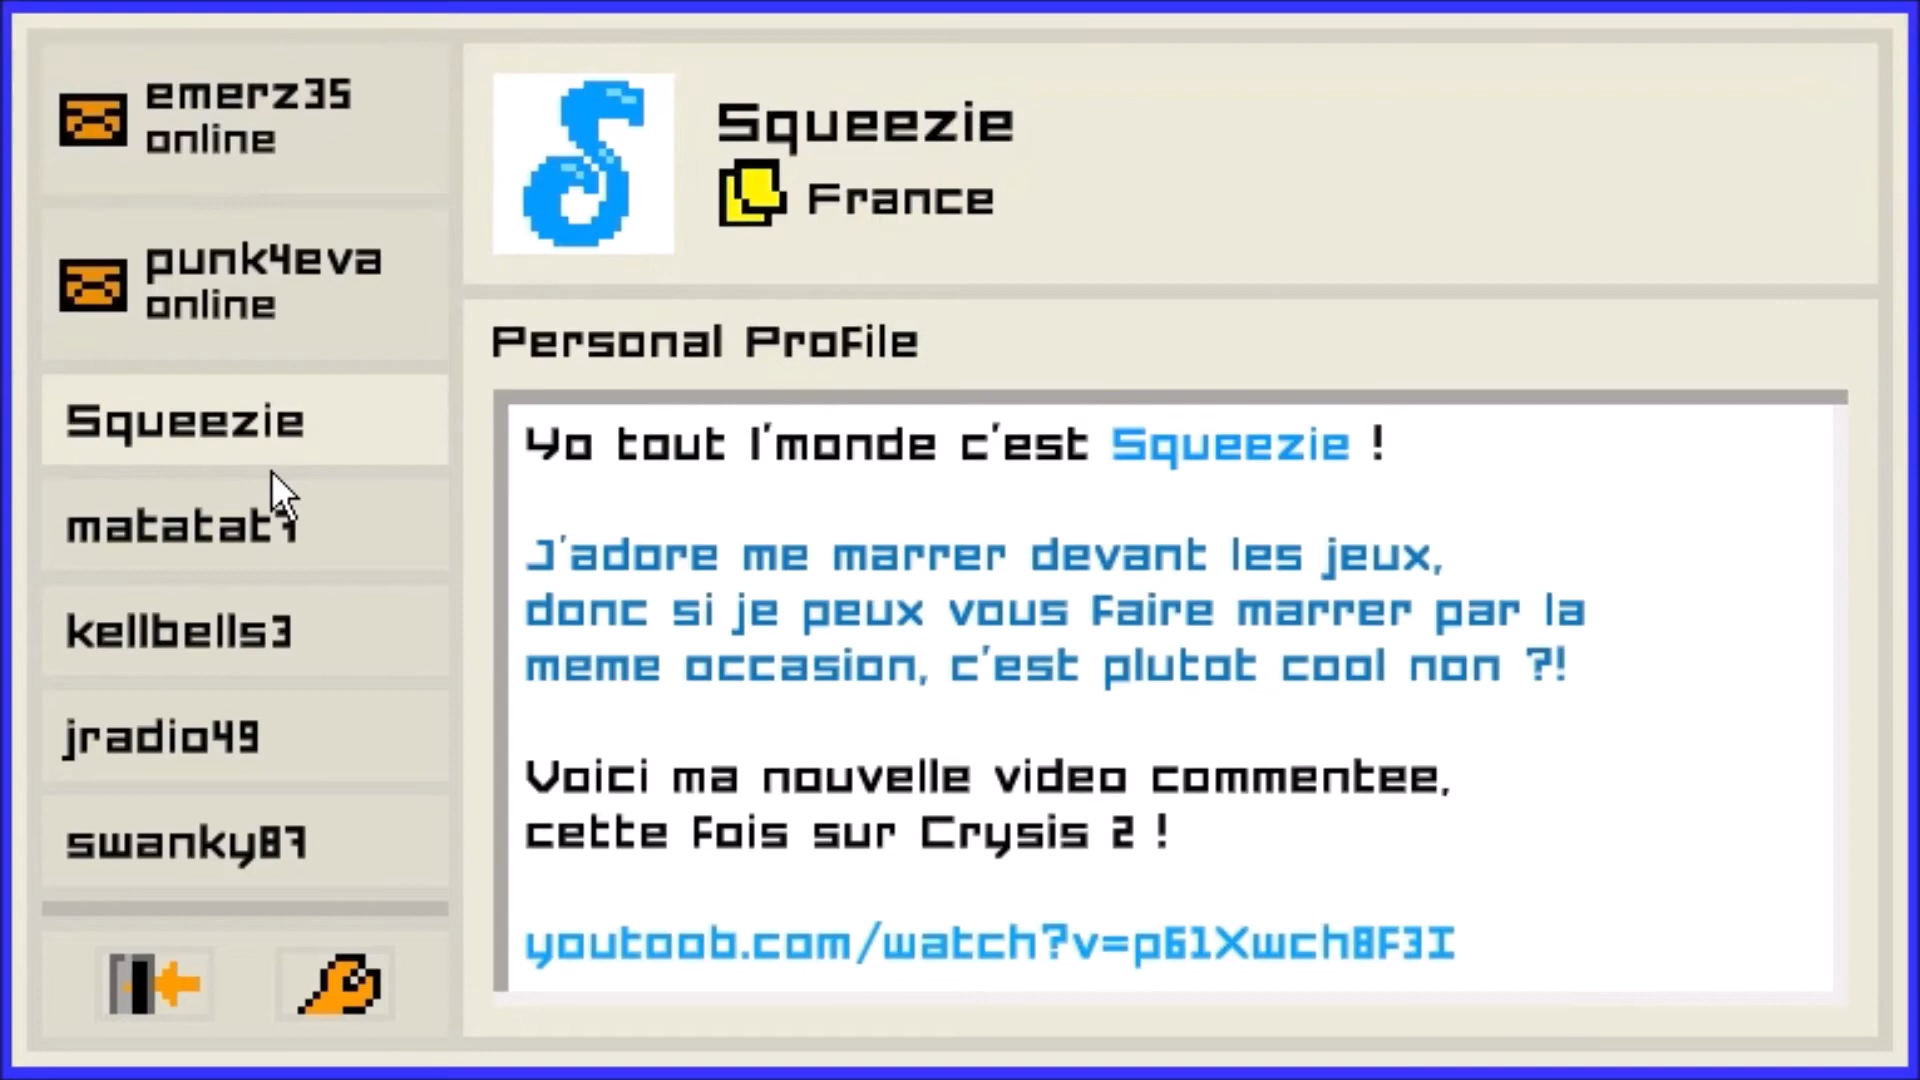 emerz35
online
punk4eva
online
Squeezie
matatat1
kellbells3
jradio49
swanky87
Squeezie
France
Personal Profile
Yo tout l'monde c'est Squeezie !
J'adore me marrer devant les jeux,
donc si je peux vous faire marrer par la
meme occasion, c'est plutot cool non ?!
Voici ma nouvelle video commentee,
cette fois sur Crysis 2 !
youtoob.com/watch?v=p61Xwch8F3I